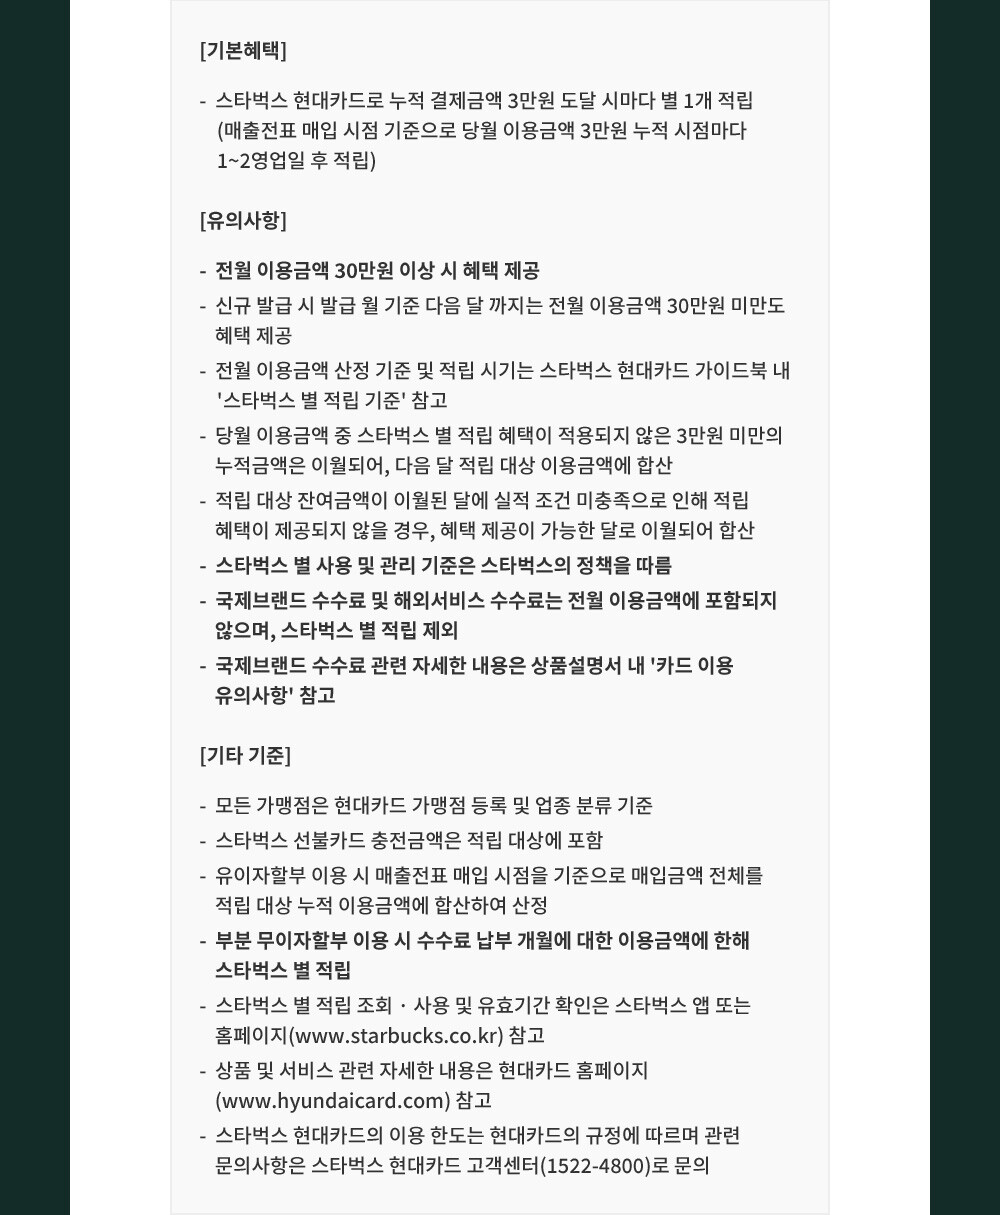 [기본혜택]
- 스타벅스 현대카드로 누적 결제금액 3만원 도달 시마다 별 1개 적립
(매출전표 매입 시점 기준으로 당월 이용금액 3만원 누적 시점마다
1~2영업일 후 적립)
[유의사항]
- 전월 이용금액 30만원 이상 시 혜택 제공
- 신규 발급 시 발급 월 기준 다음 달 까지는 전월 이용금액 30만원 미만도
혜택 제공
- 전월 이용금액 산정 기준 및 적립 시기는 스타벅스 현대카드 가이드북 내
'스타벅스 별 적립 기준' 참고
- 당월 이용금액 중 스타벅스 별 적립 혜택이 적용되지 않은 3만원 미만의
누적금액은 이월되어, 다음 달 적립 대상 이용금액에 합산
- 적립 대상 잔여금액이 이월된 달에 실적 조건 미충족으로 인해 적립
혜택이 제공되지 않을 경우, 혜택 제공이 가능한 달로 이월되어 합산
- 스타벅스 별 사용 및 관리 기준은 스타벅스의 정책을 따름
- 국제브랜드 수수료 및 해외서비스 수수료는 전월 이용금액에 포함되지
않으며, 스타벅스 별 적립 제외
- 국제브랜드 수수료 관련 자세한 내용은 상품설명서 내 '카드 이용
유의사항' 참고
[기타 기준]
- 모든 가맹점은 현대카드 가맹점 등록 및 업종 분류 기준
- 스타벅스 선불카드 충전금액은 적립 대상에 포함
- 유이자할부 이용 시 매출전표 매입 시점을 기준으로 매입금액 전체를
적립 대상 누적 이용금액에 합산하여 산정
- 부분 무이자할부 이용 시 수수료 납부 개월에 대한 이용금액에 한해
스타벅스 별 적립
- 스타벅스 별 적립 조회 · 사용 및 유효기간 확인은 스타벅스 앱 또는
홈페이지(www.starbucks.co.kr) 참고
- 상품 및 서비스 관련 자세한 내용은 현대카드 홈페이지
(www.hyundaicard.com) 참고
- 스타벅스 현대카드의 이용 한도는 현대카드의 규정에 따르며 관련
문의사항은 스타벅스 현대카드 고객센터(1522-4800)로 문의